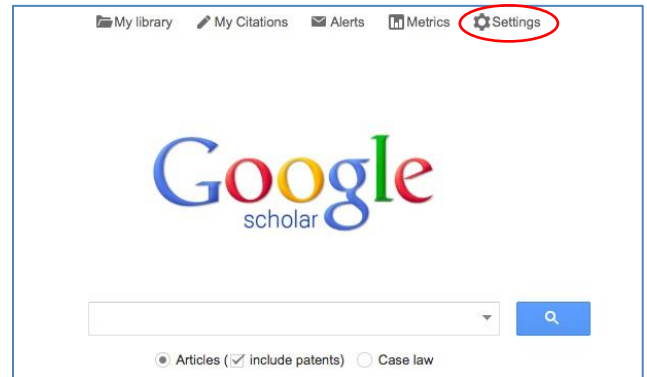 My library My Citations Alerts Metrics Settings
Google
scholar
Articles ( include patents) Case law